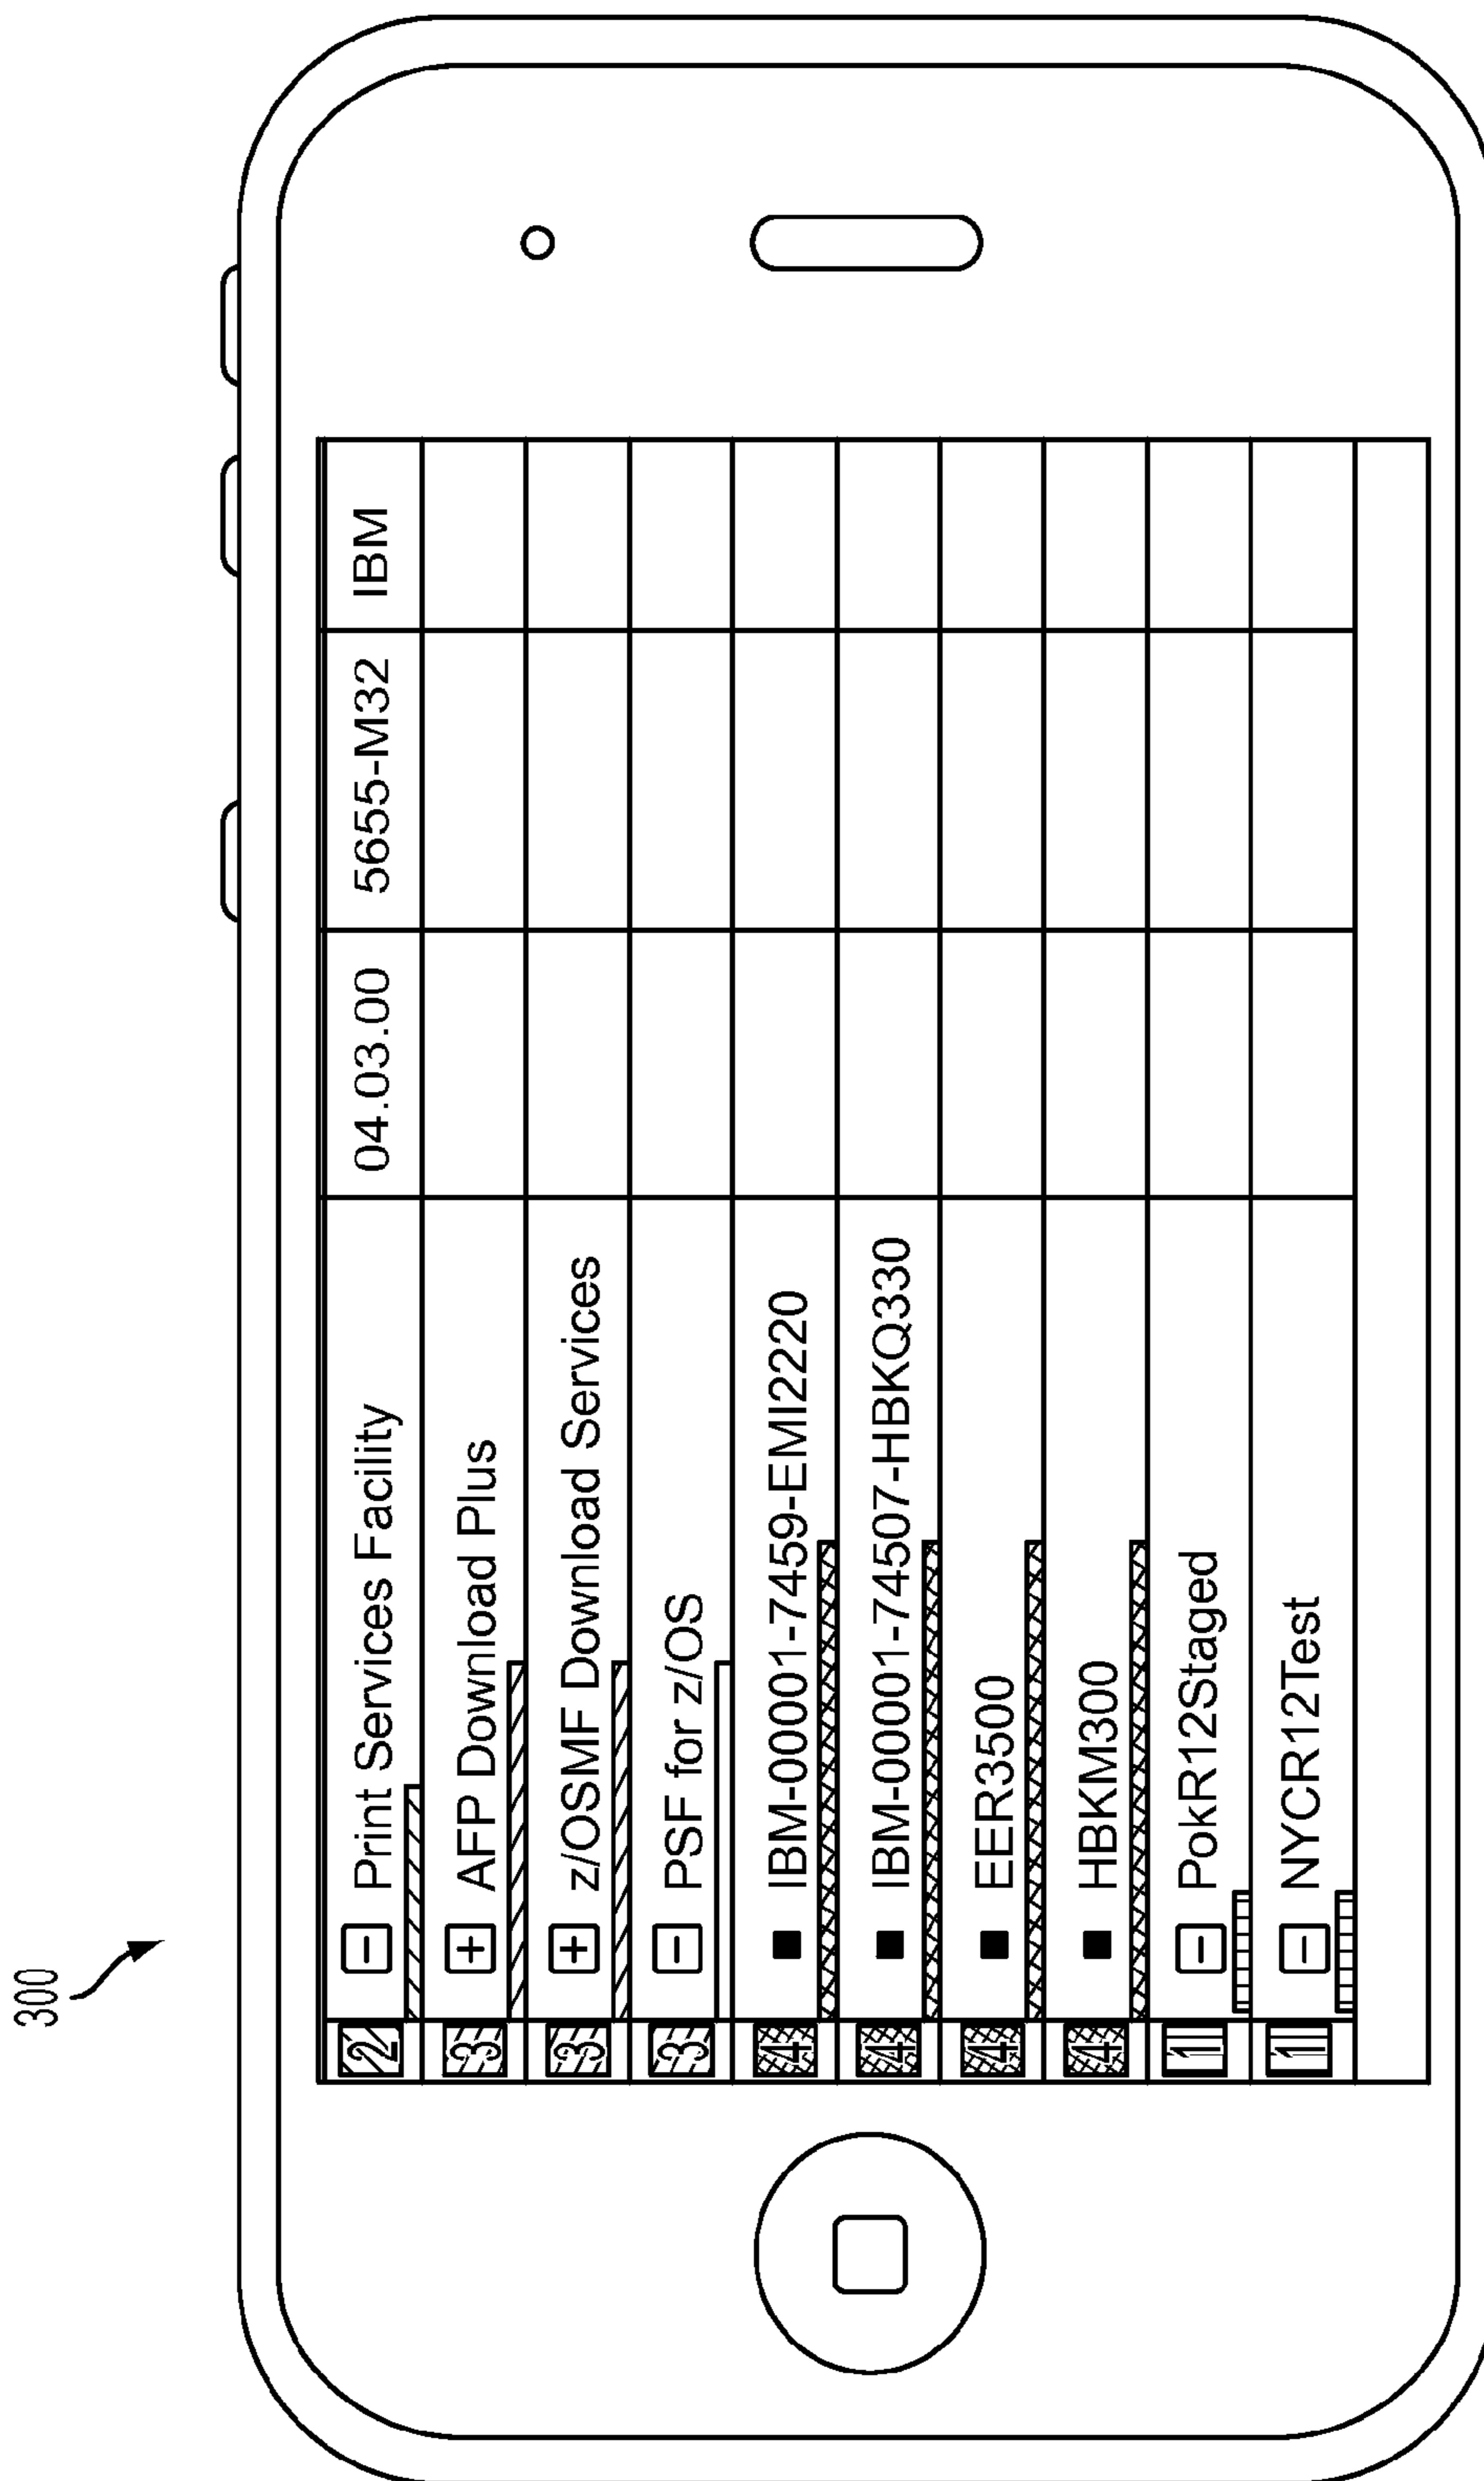 300
2 − Print Services Facility 04.03.00 5655-M32 IBM
3 + AFP Download Plus
3 + z/OSMF Download Services
3 − PSF for z/OS
4 ■ IBM-00001-7459-EMI2220
4 ■ IBM-00001-74507-HBKQ330
4 ■ EER3500
4 ■ HBKM300
1 − PokR12Staged
1 − NYCR12Test